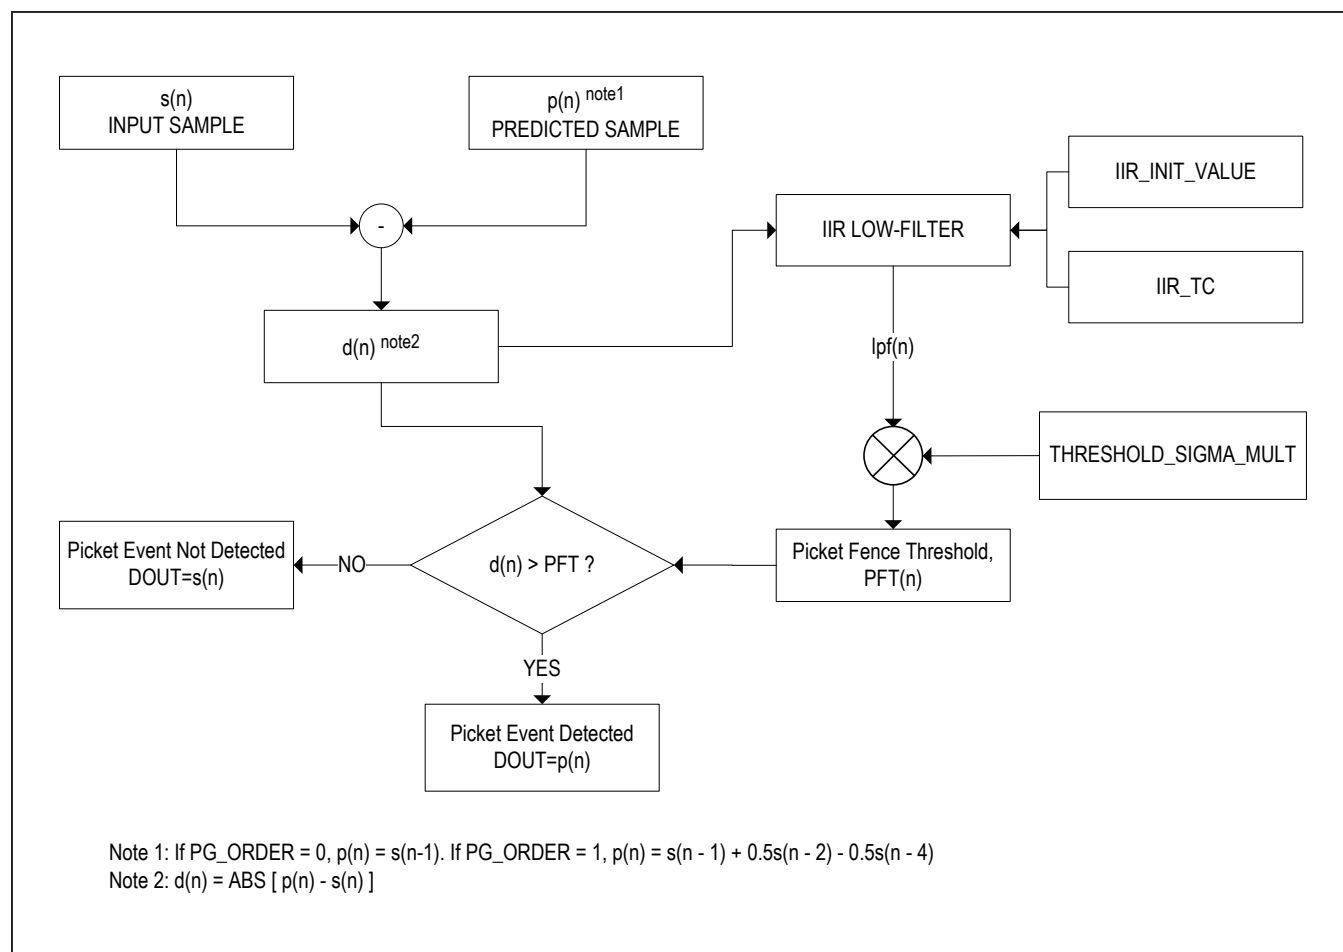 s(n)
INPUT SAMPLE
p(n) note1
PREDICTED SAMPLE
IIR_INIT_VALUE
IIR LOW-FILTER
-
IIR_TC
d(n) note2
lpf(n)
THRESHOLD_SIGMA_MULT
Picket Event Not Detected
DOUT=s(n)
NO
d(n) > PFT ?
Picket Fence Threshold,
PFT(n)
YES
Picket Event Detected
DOUT=p(n)
Note 1: If PG_ORDER = 0, p(n) = s(n-1). If PG_ORDER = 1, p(n) = s(n - 1) + 0.5s(n - 2) - 0.5s(n - 4)
Note 2: d(n) = ABS [ p(n) - s(n) ]